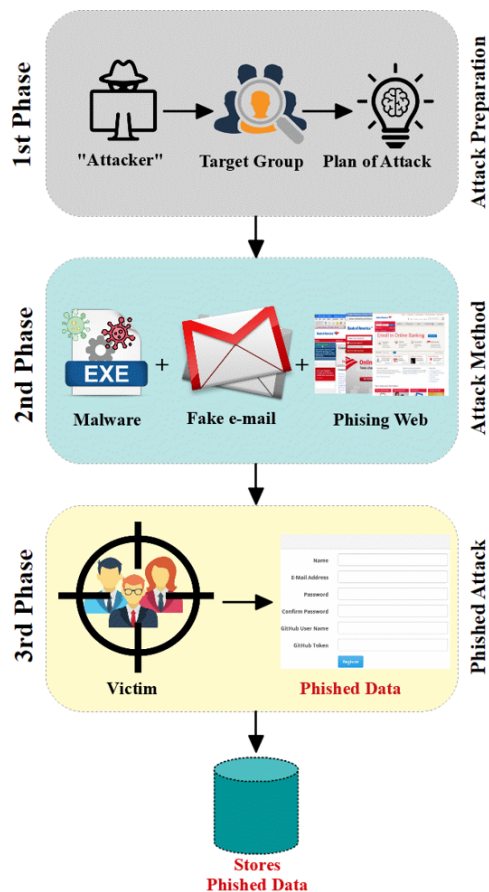 1st Phase
"Attacker"
Target Group
Plan of Attack
Attack Preparation
2nd Phase
EXE
Malware
+
Fake e-mail
+
Phising Web
Attack Method
3rd Phase
Victim
Name
E-Mail Address
Password
Confirm Password
GitHub User Name
GitHub Token
Register
Phished Data
Phished Attack
Stores
Phished Data